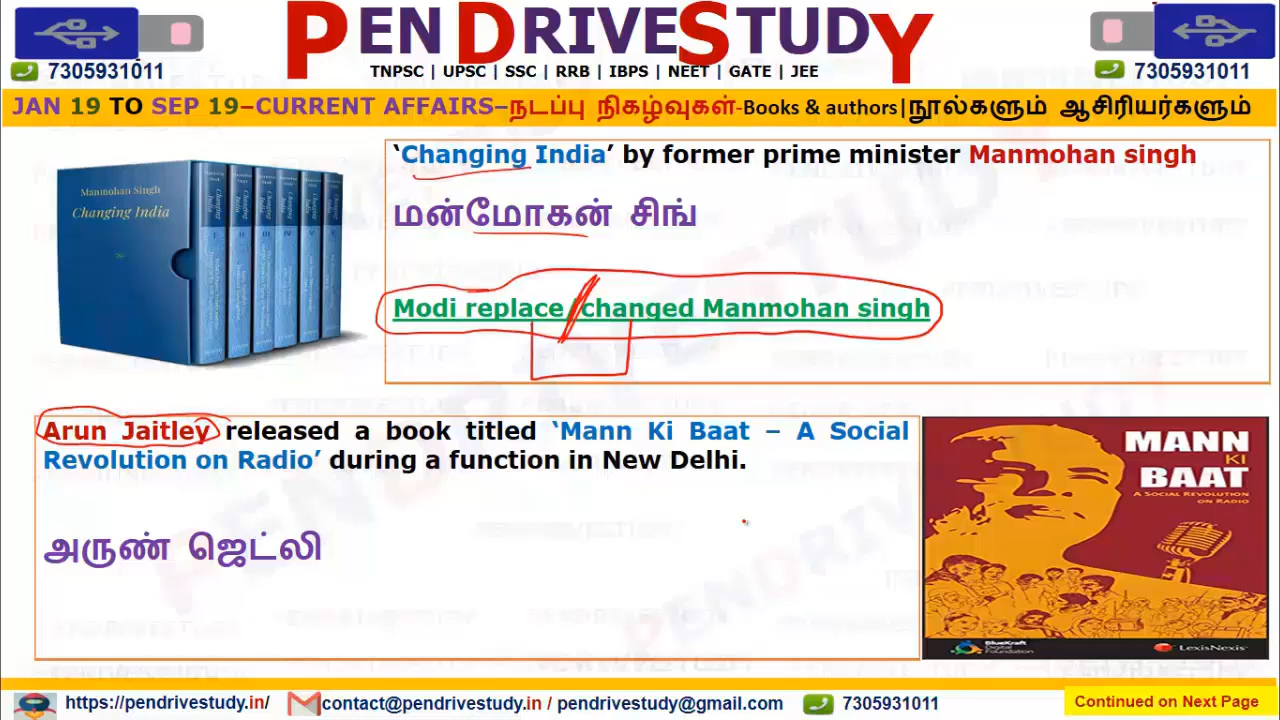 PENDRIVESTUDY
TNPSC | UPSC | SSC | RRB | IBPS | NEET | GATE | JEE
7305931011
7305931011
JAN 19 TO SEP 19–CURRENT AFFAIRS–நடப்பு நிகழ்வுகள்-Books & authors|நூல்களும் ஆசிரியர்களும்
Manmohan Singh
Changing India
‘Changing India’ by former prime minister Manmohan singh
மன்மோகன் சிங்
Modi replace/changed Manmohan singh
Arun Jaitley released a book titled ‘Mann Ki Baat – A Social
Revolution on Radio’ during a function in New Delhi.
அருண் ஜெட்லி
MANN
KI
BAAT
A SOCIAL REVOLUTION
ON RADIO
BlueKraft
Digital
Foundation
LexisNexis
https://pendrivestudy.in/
contact@pendrivestudy.in / pendrivestudy@gmail.com
7305931011
Continued on Next Page